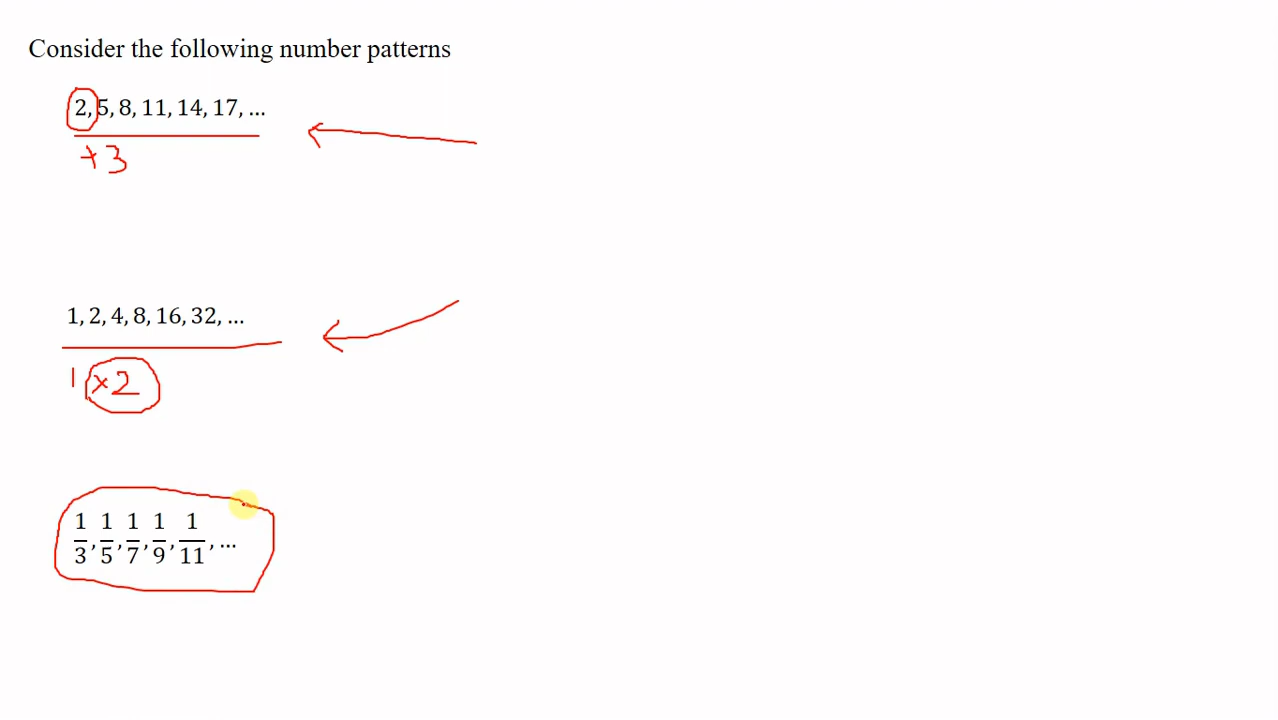 Consider the following number patterns
2, 5, 8, 11, 14, 17, ...
+3
1, 2, 4, 8, 16, 32, ...
1 ×2
1/3, 1/5, 1/7, 1/9, 1/11, ...